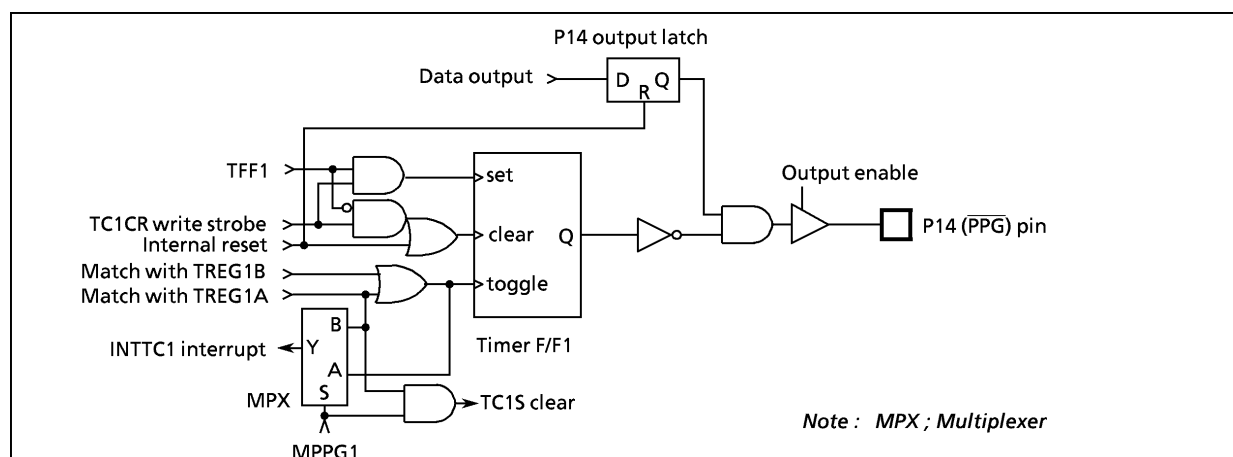 P14 output latch
Data output
D Q
R
TFF1
set
Output enable
TC1CR write strobe
Internal reset
clear
Q
P14 (PPG) pin
Match with TREG1B
Match with TREG1A
toggle
B
INTTC1 interrupt
Y
Timer F/F1
A
MPX
S
TC1S clear
Note : MPX ; Multiplexer
MPPG1